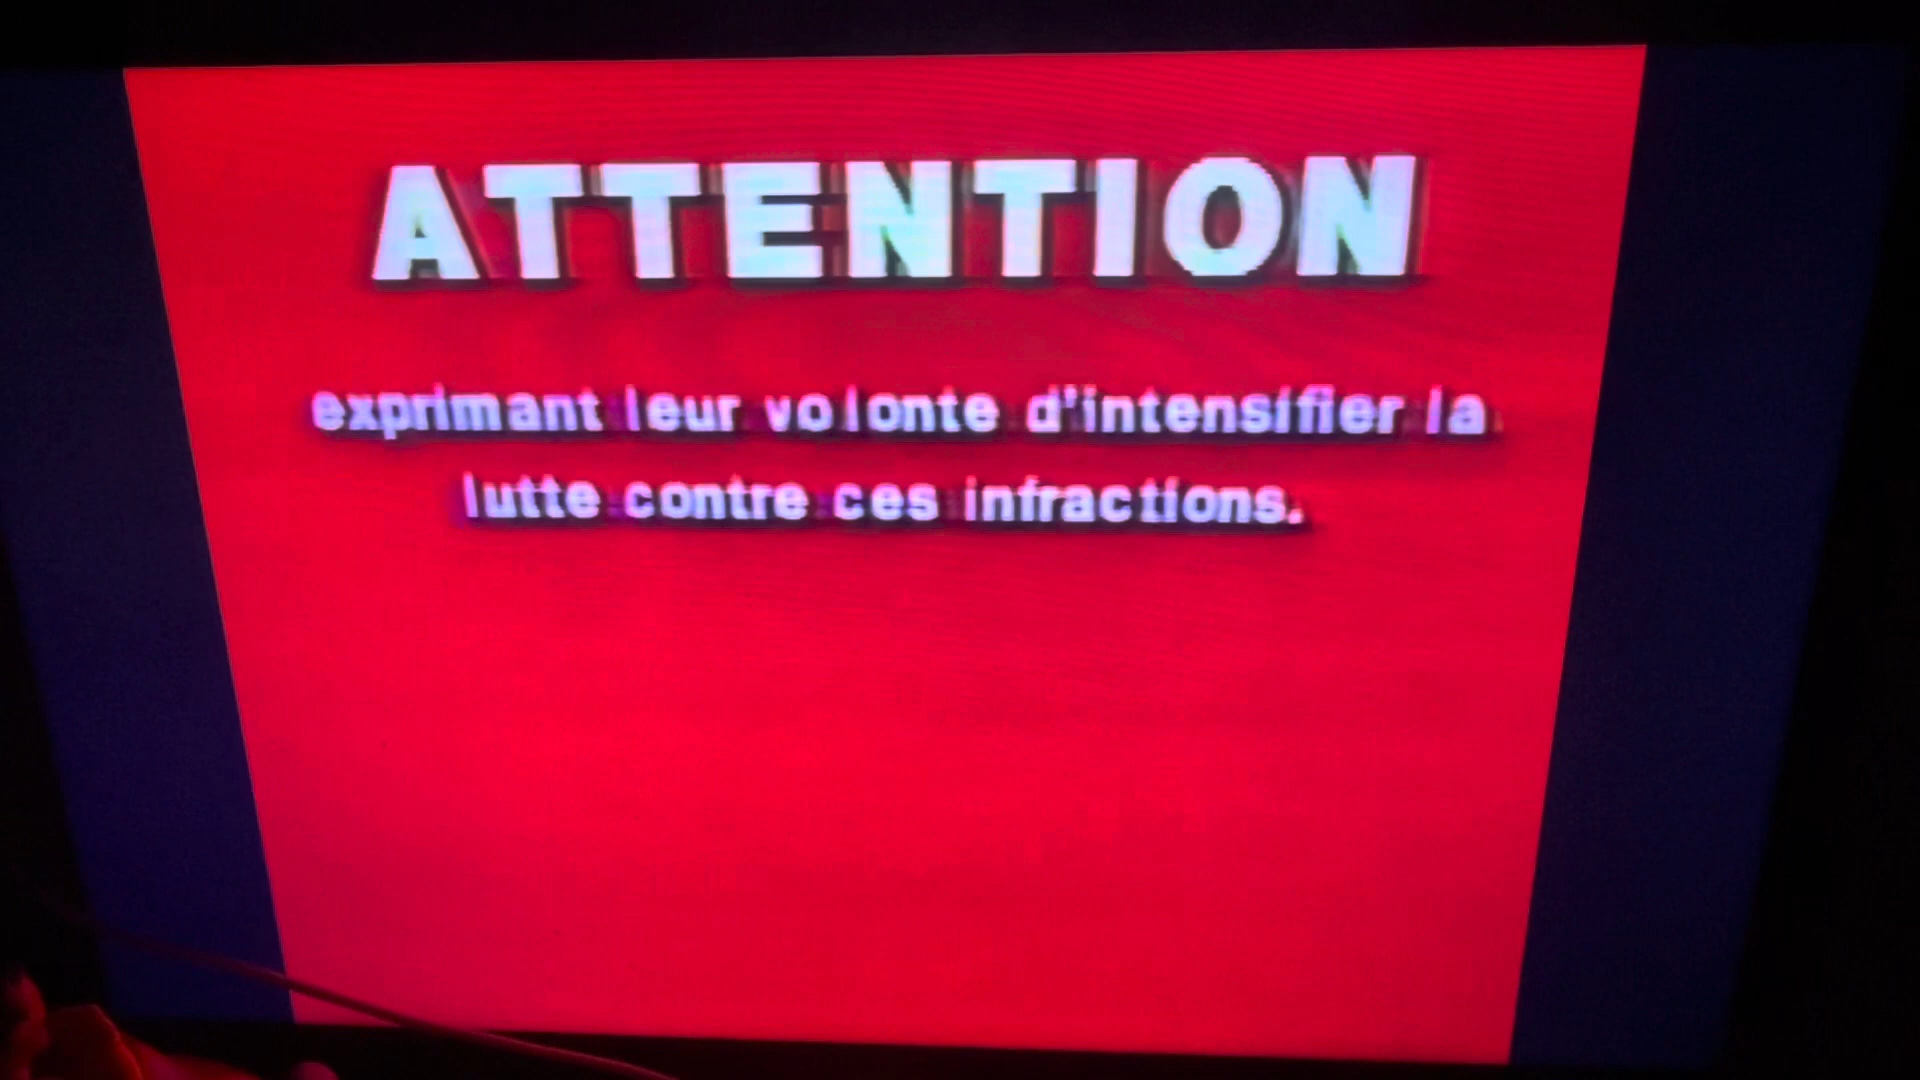 ATTENTION
exprimant leur volonte d'intensifier la
lutte contre ces infractions.